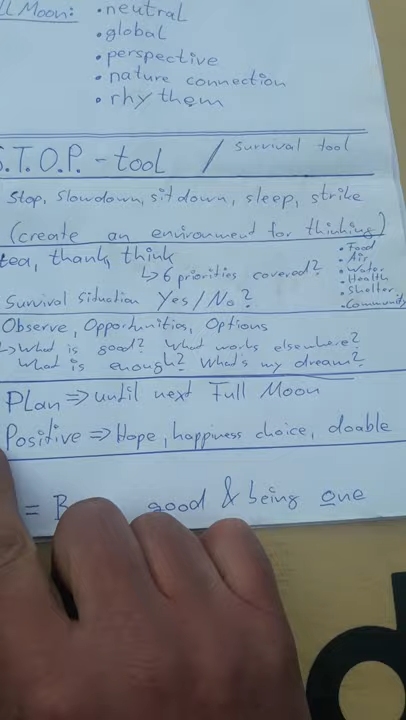 Moon:
• neutral
• global
• perspective
• nature connection
• rhythem
S.T.O.P. - tool / survival tool
Stop, slowdown, sit down, sleep, strike
(create an environment for thinking)
tea, thank, think
↳ 6 priorities covered?
• Food
• Air
• Water
• Health
• Shelter
• Community
Survival Situation Yes/No?
Observe, Opportunities, Options
↳ What is good? What works elsewhere?
What is enough? What's my dream?
Plan ⇒ until next Full Moon
Positive ⇒ Hope, happiness choice, doable
= good & being one
d